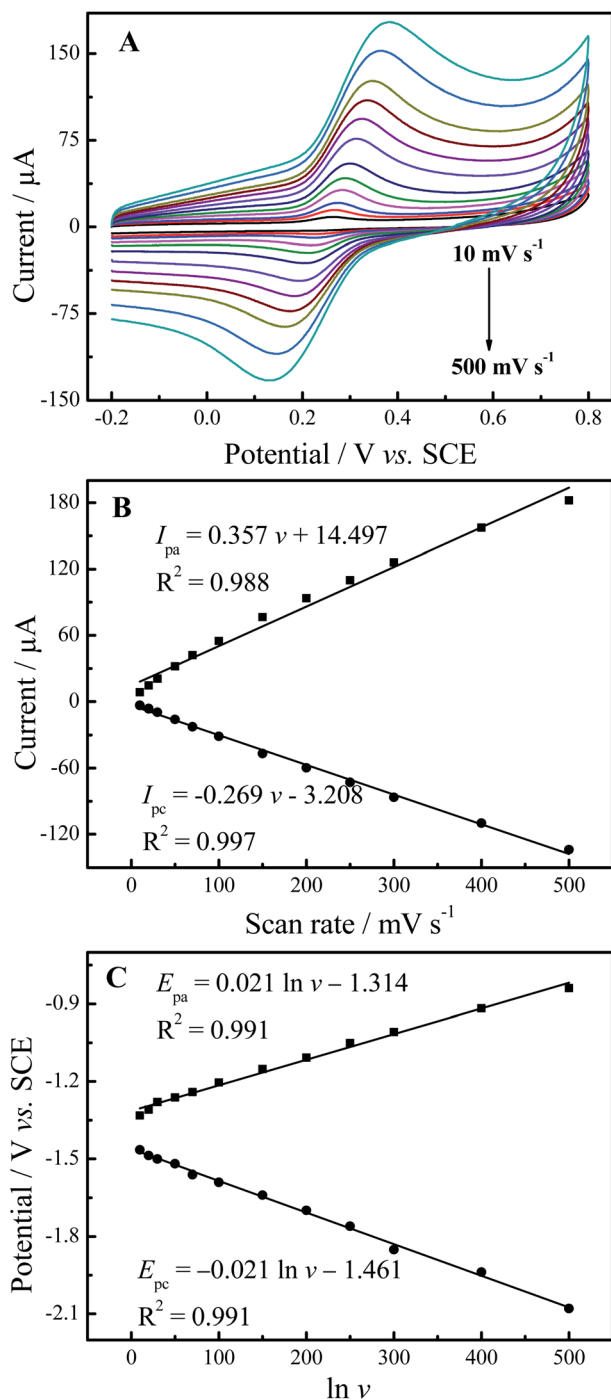 A
150
75
0
-75
-150
Current / μA
10 mV s⁻¹
500 mV s⁻¹
-0.2 0.0 0.2 0.4 0.6 0.8
Potential / V vs. SCE
B
180
120
60
0
-60
-120
Current / μA
I_pa = 0.357 v + 14.497
R² = 0.988
I_pc = -0.269 v - 3.208
R² = 0.997
0 100 200 300 400 500
Scan rate / mV s⁻¹
C
-0.9
-1.2
-1.5
-1.8
-2.1
Potential / V vs. SCE
E_pa = 0.021 ln v – 1.314
R² = 0.991
E_pc = –0.021 ln v – 1.461
R² = 0.991
0 100 200 300 400 500
ln v